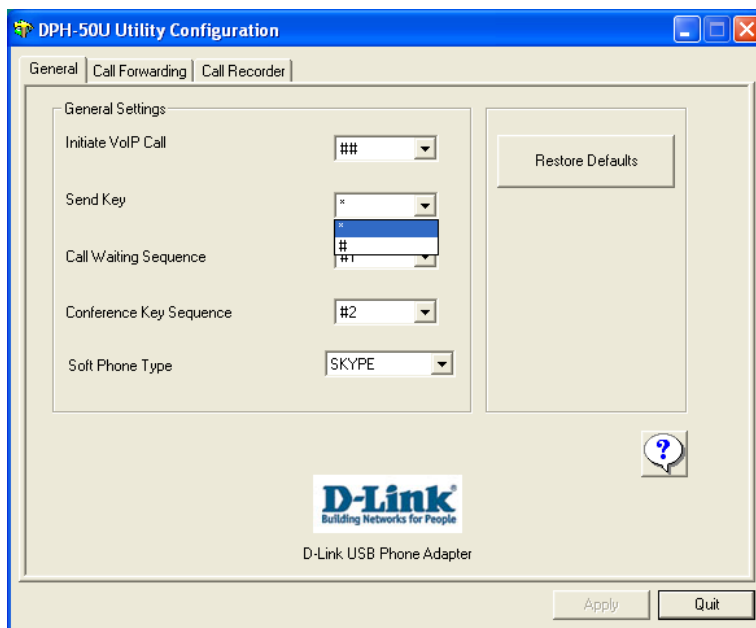 DPH-50U Utility Configuration
General Call Forwarding Call Recorder
General Settings
Initiate VoIP Call ##
Restore Defaults
Send Key *
*
#
Call Waiting Sequence #1
Conference Key Sequence #2
Soft Phone Type SKYPE
?
D-Link®
Building Networks for People
D-Link USB Phone Adapter
Apply Quit